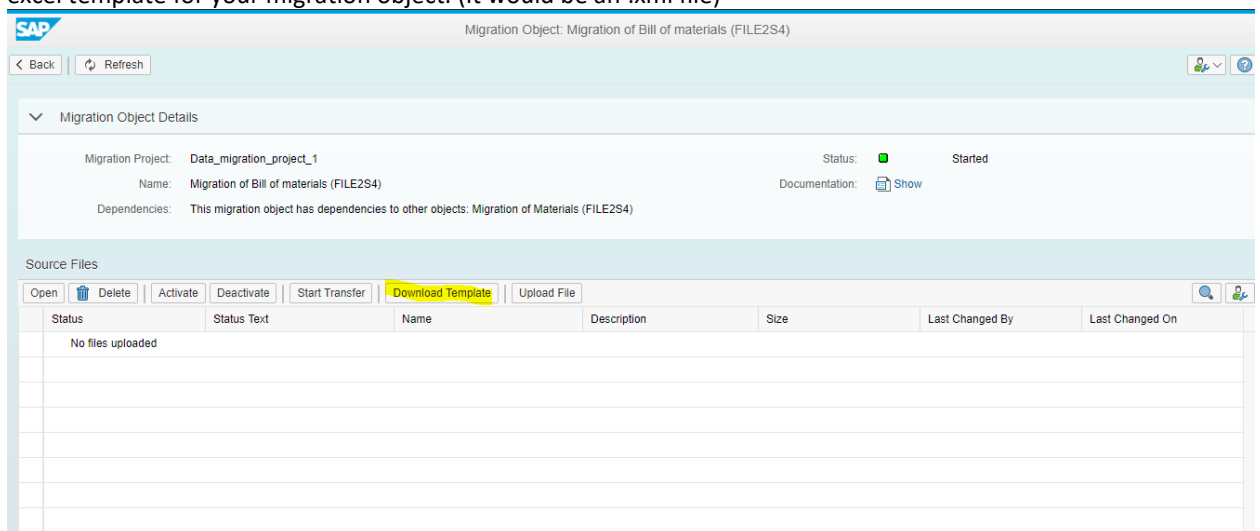 excel template for your migration object. (It would be an .xml file)
SAP Migration Object: Migration of Bill of materials (FILE2S4)
Back Refresh
Migration Object Details
Migration Project: Data_migration_project_1 Status: Started
Name: Migration of Bill of materials (FILE2S4) Documentation: Show
Dependencies: This migration object has dependencies to other objects: Migration of Materials (FILE2S4)
Source Files
Open Delete Activate Deactivate Start Transfer Download Template Upload File
Status Status Text Name Description Size Last Changed By Last Changed On
No files uploaded